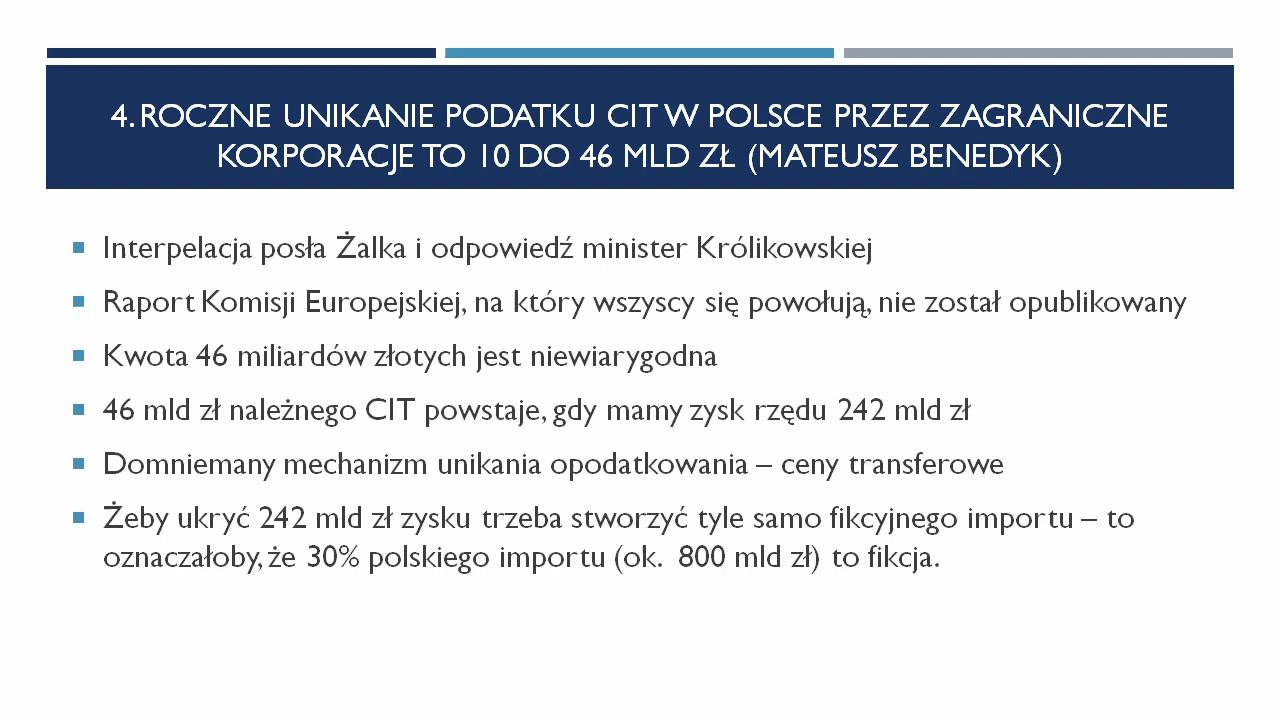 4. ROCZNE UNIKANIE PODATKU CIT W POLSCE PRZEZ ZAGRANICZNE
KORPORACJE TO 10 DO 46 MLD ZŁ (MATEUSZ BENEDYK)
Interpelacja posła Żalka i odpowiedź minister Królikowskiej
Raport Komisji Europejskiej, na który wszyscy się powołują, nie został opublikowany
Kwota 46 miliardów złotych jest niewiarygodna
46 mld zł należnego CIT powstaje, gdy mamy zysk rzędu 242 mld zł
Domniemany mechanizm unikania opodatkowania – ceny transferowe
Żeby ukryć 242 mld zł zysku trzeba stworzyć tyle samo fikcyjnego importu – to
oznaczałoby, że 30% polskiego importu (ok. 800 mld zł) to fikcja.